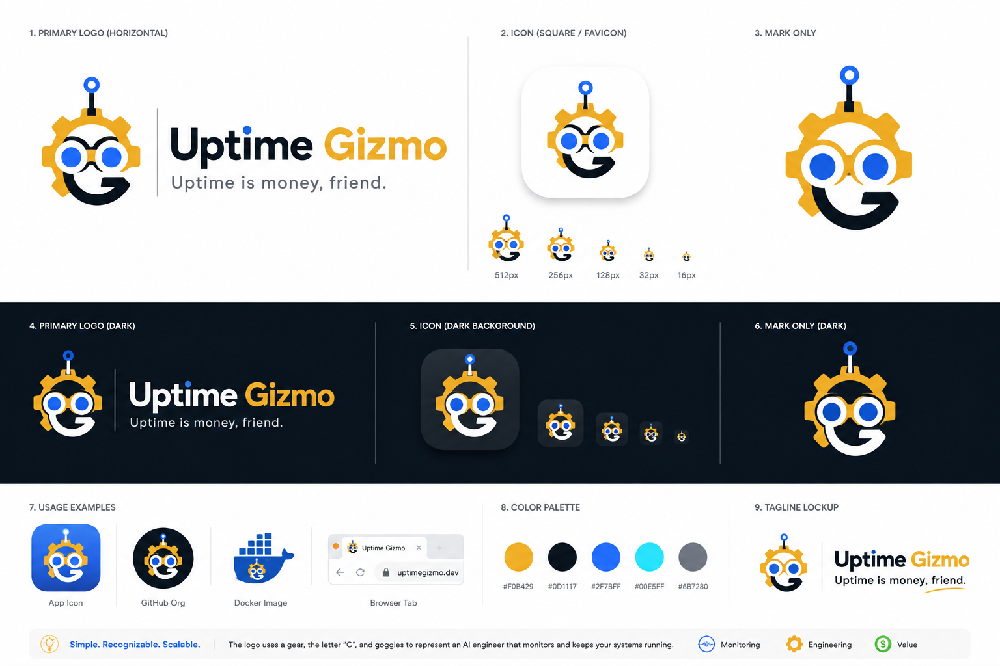 1. PRIMARY LOGO (HORIZONTAL)
Uptime Gizmo
Uptime is money, friend.
2. ICON (SQUARE / FAVICON)
512px
256px
128px
32px
16px
3. MARK ONLY
4. PRIMARY LOGO (DARK)
Uptime Gizmo
Uptime is money, friend.
5. ICON (DARK BACKGROUND)
6. MARK ONLY (DARK)
7. USAGE EXAMPLES
App Icon
GitHub Org
Docker Image
Uptime Gizmo
uptimegizmo.dev
Browser Tab
8. COLOR PALETTE
#F0B429
#0D1117
#2F7BFF
#00E5FF
#6B7280
9. TAGLINE LOCKUP
Uptime Gizmo
Uptime is money, friend.
Simple. Recognizable. Scalable.
The logo uses a gear, the letter “G”, and goggles to represent an AI engineer that monitors and keeps your systems running.
Monitoring
Engineering
$
Value